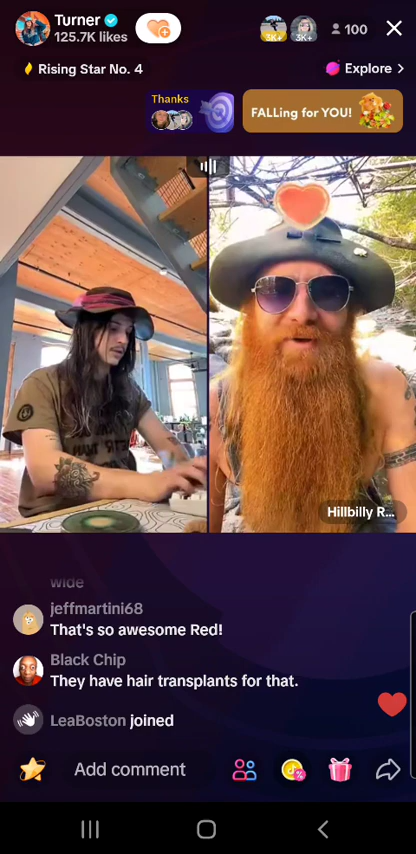 Turner
125.7K likes
3K+
3K+
100
Rising Star No. 4
Explore >
Thanks
FALLing for YOU!
Hillbilly R...
wide
jeffmartini68
That's so awesome Red!
Black Chip
They have hair transplants for that.
LeaBoston joined
Add comment